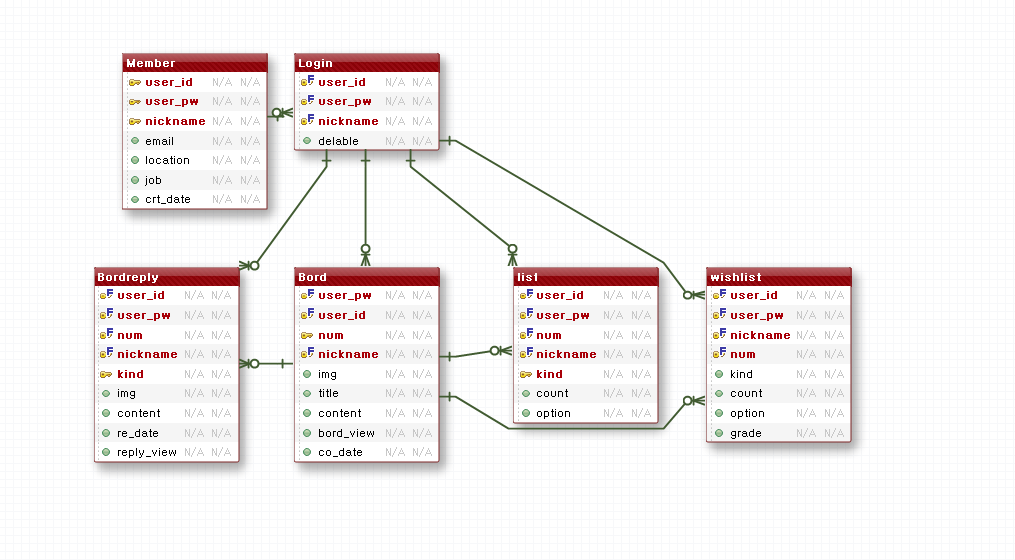 Member
user_id N/A N/A
user_pw N/A N/A
nickname N/A N/A
email N/A N/A
location N/A N/A
job N/A N/A
crt_date N/A N/A
Login
user_id N/A N/A
user_pw N/A N/A
nickname N/A N/A
delable N/A N/A
Bordreply
user_id N/A N/A
user_pw N/A N/A
num N/A N/A
nickname N/A N/A
kind N/A N/A
img N/A N/A
content N/A N/A
re_date N/A N/A
reply_view N/A N/A
Bord
user_pw N/A N/A
user_id N/A N/A
num N/A N/A
nickname N/A N/A
img N/A N/A
title N/A N/A
content N/A N/A
bord_view N/A N/A
co_date N/A N/A
lis1
user_id N/A N/A
user_pw N/A N/A
num N/A N/A
nickname N/A N/A
kind N/A N/A
count N/A N/A
option N/A N/A
wishlist
user_id N/A N/A
user_pw N/A N/A
nickname N/A N/A
num N/A N/A
kind N/A N/A
count N/A N/A
option N/A N/A
grade N/A N/A